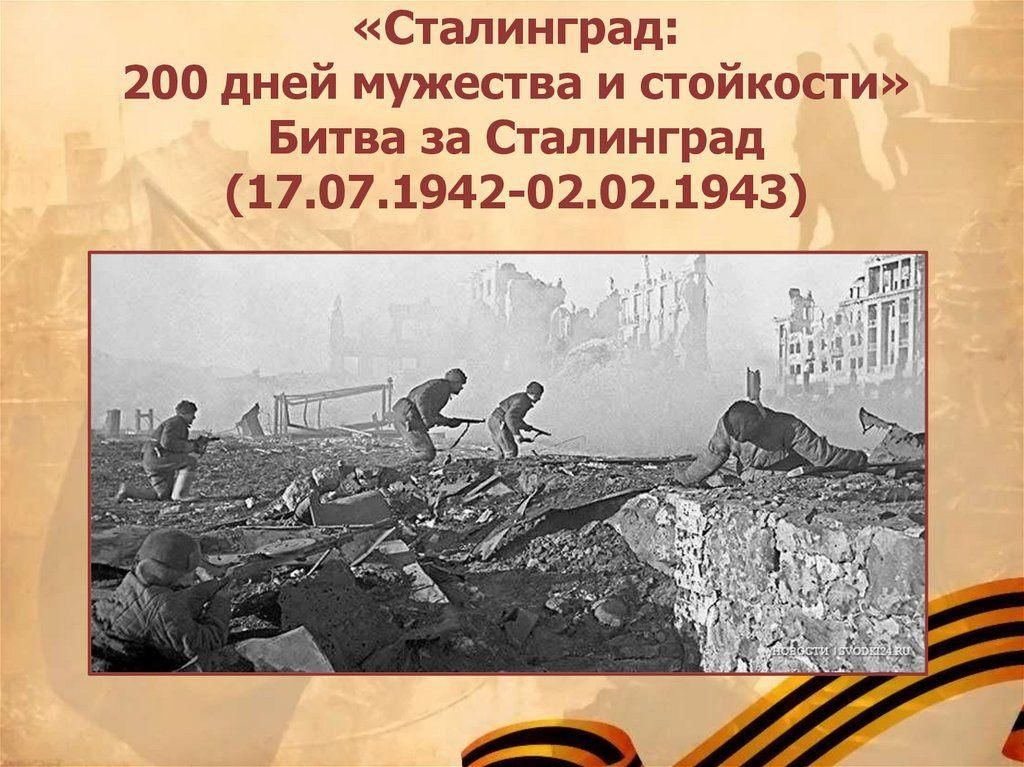 «Сталинград:
200 дней мужества и стойкости»
Битва за Сталинград
(17.07.1942-02.02.1943)
НОВОСТИ | SVODKI24.RU